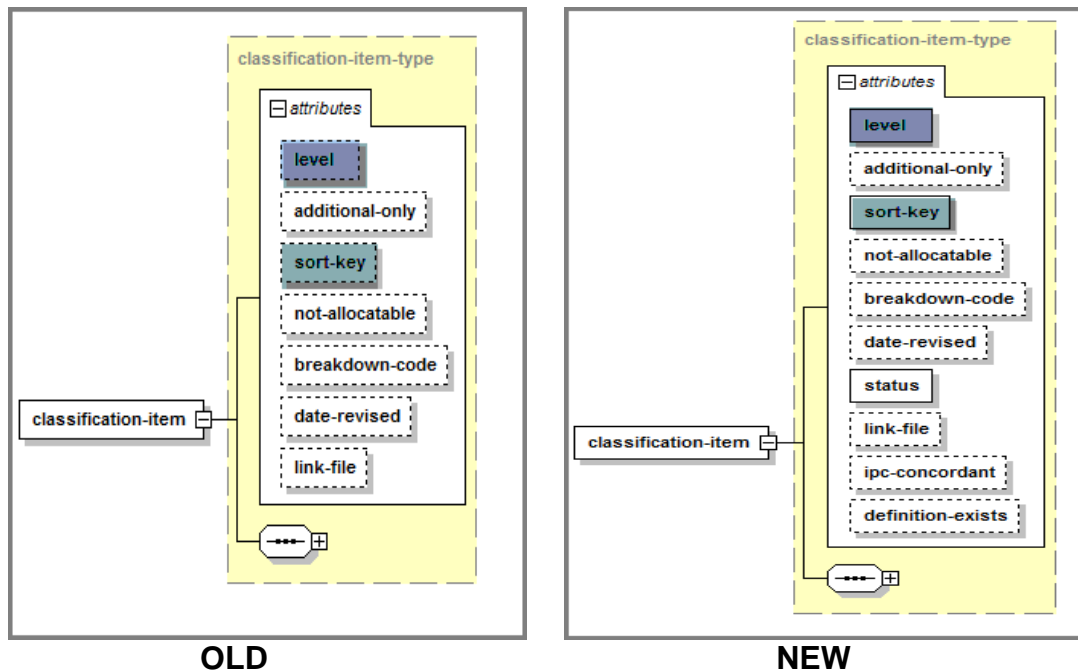 classification-item-type
attributes
level
additional-only
sort-key
not-allocatable
breakdown-code
date-revised
link-file
classification-item
OLD
classification-item-type
attributes
level
additional-only
sort-key
not-allocatable
breakdown-code
date-revised
status
link-file
ipc-concordant
definition-exists
classification-item
NEW